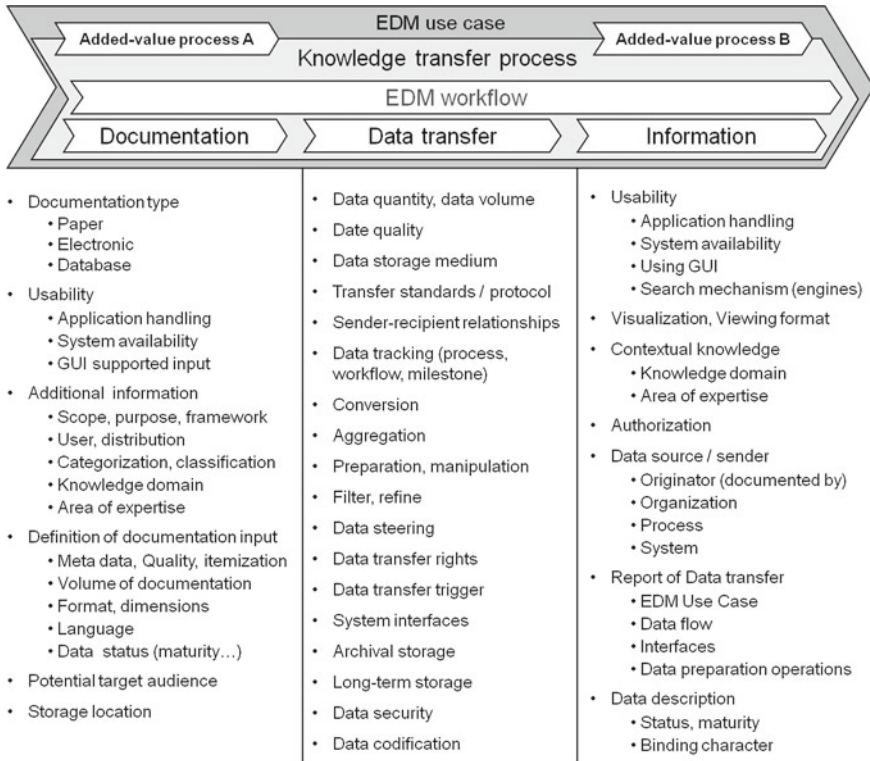 EDM use case
Added-value process A
Added-value process B
Knowledge transfer process
EDM workflow
Documentation
Data transfer
Information
• Documentation type
• Paper
• Electronic
• Database
• Usability
• Application handling
• System availability
• GUI supported input
• Additional information
• Scope, purpose, framework
• User, distribution
• Categorization, classification
• Knowledge domain
• Area of expertise
• Definition of documentation input
• Meta data, Quality, itemization
• Volume of documentation
• Format, dimensions
• Language
• Data status (maturity...)
• Potential target audience
• Storage location
• Data quantity, data volume
• Date quality
• Data storage medium
• Transfer standards / protocol
• Sender-recipient relationships
• Data tracking (process,
workflow, milestone)
• Conversion
• Aggregation
• Preparation, manipulation
• Filter, refine
• Data steering
• Data transfer rights
• Data transfer trigger
• System interfaces
• Archival storage
• Long-term storage
• Data security
• Data codification
• Usability
• Application handling
• System availability
• Using GUI
• Search mechanism (engines)
• Visualization, Viewing format
• Contextual knowledge
• Knowledge domain
• Area of expertise
• Authorization
• Data source / sender
• Originator (documented by)
• Organization
• Process
• System
• Report of Data transfer
• EDM Use Case
• Data flow
• Interfaces
• Data preparation operations
• Data description
• Status, maturity
• Binding character